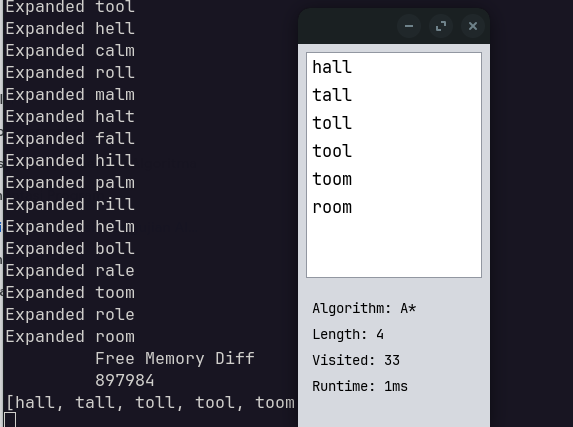 Expanded tool
Expanded hell
Expanded calm
Expanded roll
Expanded malm
Expanded halt
Expanded fall
Expanded hill
Expanded palm
Expanded rill
Expanded helm
Expanded boll
Expanded rale
Expanded toom
Expanded role
Expanded room
Free Memory Diff
897984
[hall, tall, toll, tool, toom
hall
tall
toll
tool
toom
room
Algorithm: A*
Length: 4
Visited: 33
Runtime: 1ms